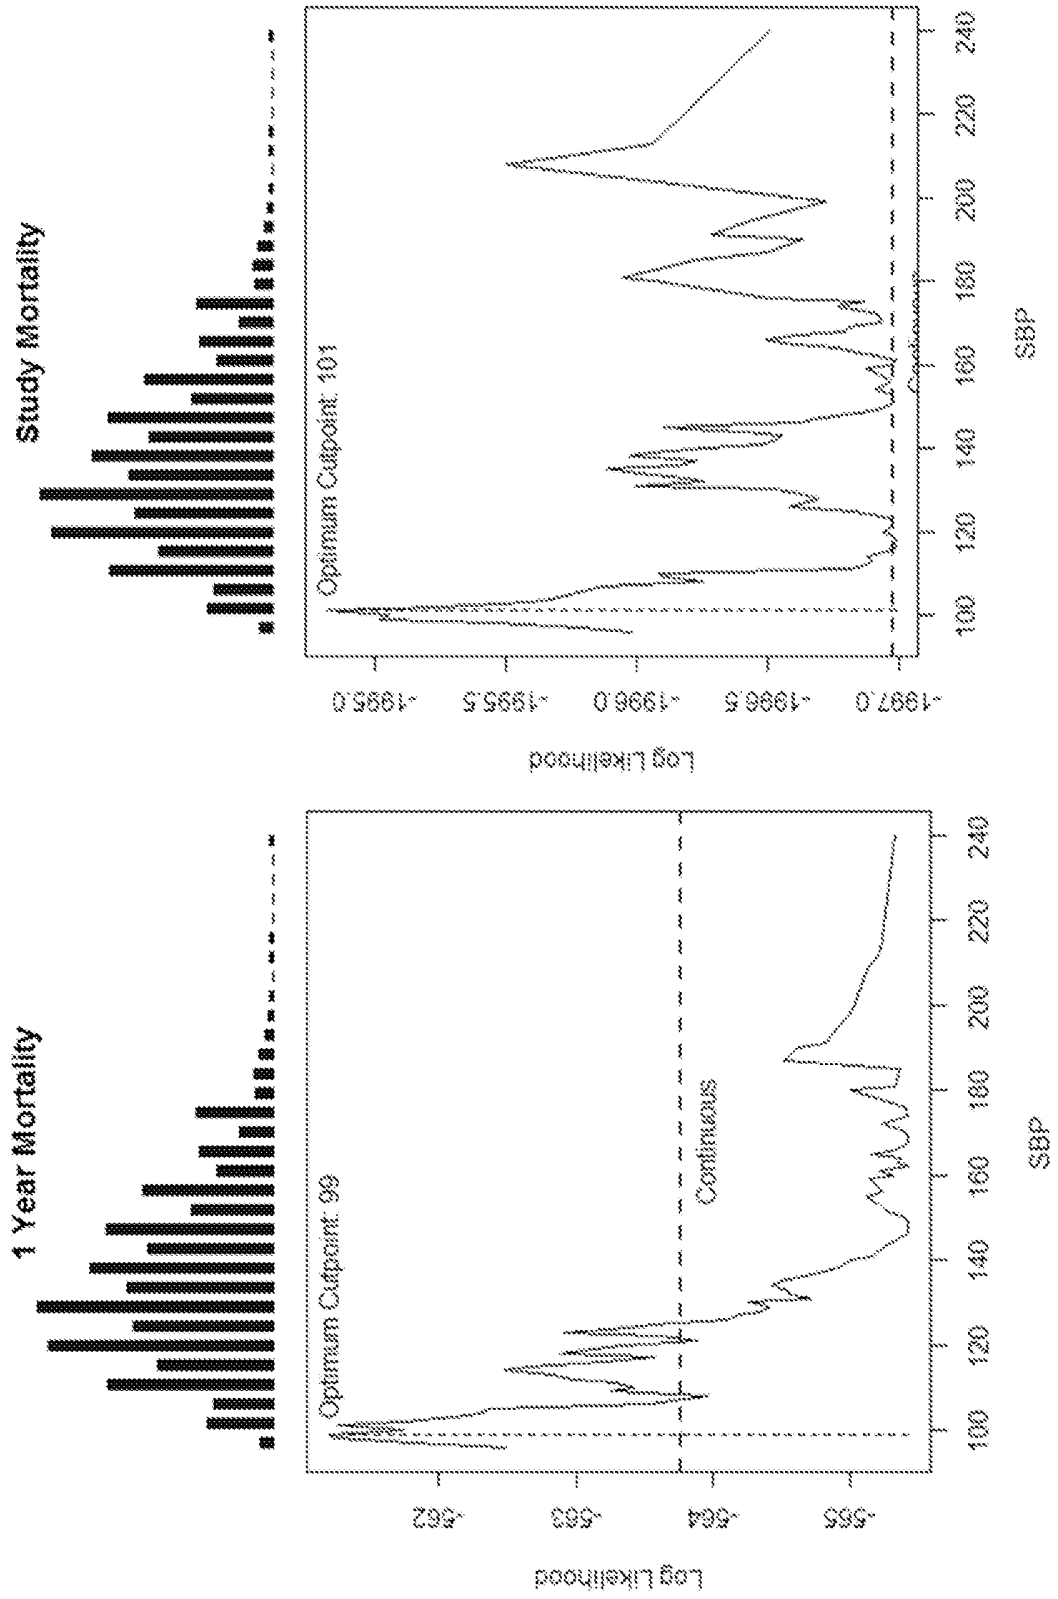 1 Year Mortality
Optimum Cutpoint: 99
Continuous
Log Likelihood
-562
-563
-564
-565
100
120
140
160
180
200
220
240
SBP
Study Mortality
Optimum Cutpoint: 101
Log Likelihood
-1995.0
-1995.5
-1996.0
-1996.5
-1997.0
100
120
140
160
180
200
220
240
SBP